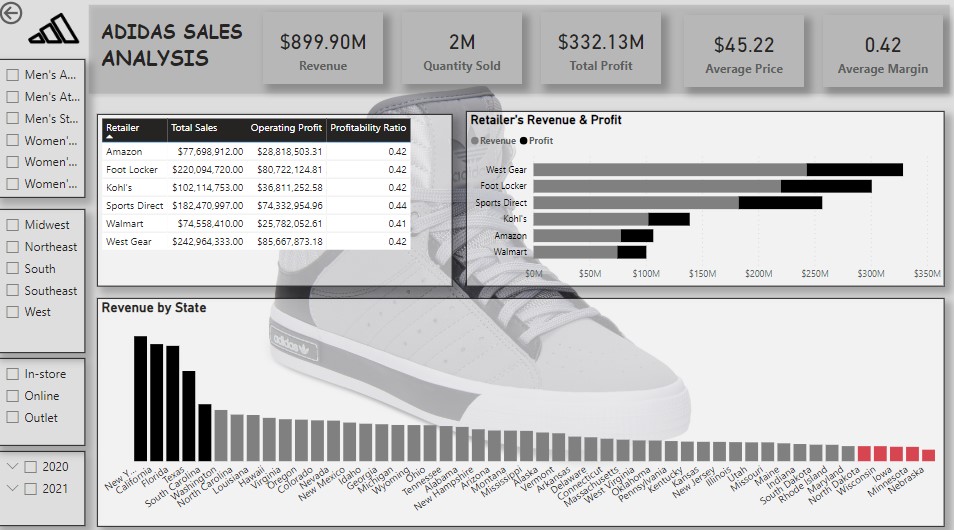 ADIDAS SALES
ANALYSIS
$899.90M
Revenue
2M
Quantity Sold
$332.13M
Total Profit
$45.22
Average Price
0.42
Average Margin
Men's A...
Men's At...
Men's St...
Women'...
Women'...
Women'...
Midwest
Northeast
South
Southeast
West
In-store
Online
Outlet
2020
2021
Retailer Total Sales Operating Profit Profitability Ratio
Amazon $77,698,912.00 $28,818,503.31 0.42
Foot Locker $220,094,720.00 $80,722,124.81 0.42
Kohl's $102,114,753.00 $36,811,252.58 0.42
Sports Direct $182,470,997.00 $74,332,954.96 0.44
Walmart $74,558,410.00 $25,782,052.61 0.41
West Gear $242,964,333.00 $85,667,873.18 0.42
Retailer's Revenue & Profit
Revenue Profit
West Gear
Foot Locker
Sports Direct
Kohl's
Amazon
Walmart
$0M $50M $100M $150M $200M $250M $300M $350M
Revenue by State
adidas
New Y...
California
Florida
Texas
South Carolina
Washington
North Carolina
Louisiana
Hawaii
Virginia
Oregon
Colorado
Nevada
New Mexico
Idaho
Georgia
Michigan
Wyoming
Ohio
Tennessee
Alabama
New Hampshire
Arizona
Montana
Mississippi
Alaska
Vermont
Arkansas
Delaware
Connecticut
Massachusetts
West Virginia
Oklahoma
Pennsylvania
Kentucky
Kansas
New Jersey
Illinois
Utah
Missouri
Maine
Indiana
South Dakota
Rhode Island
Maryland
North Dakota
Wisconsin
Iowa
Minnesota
Nebraska